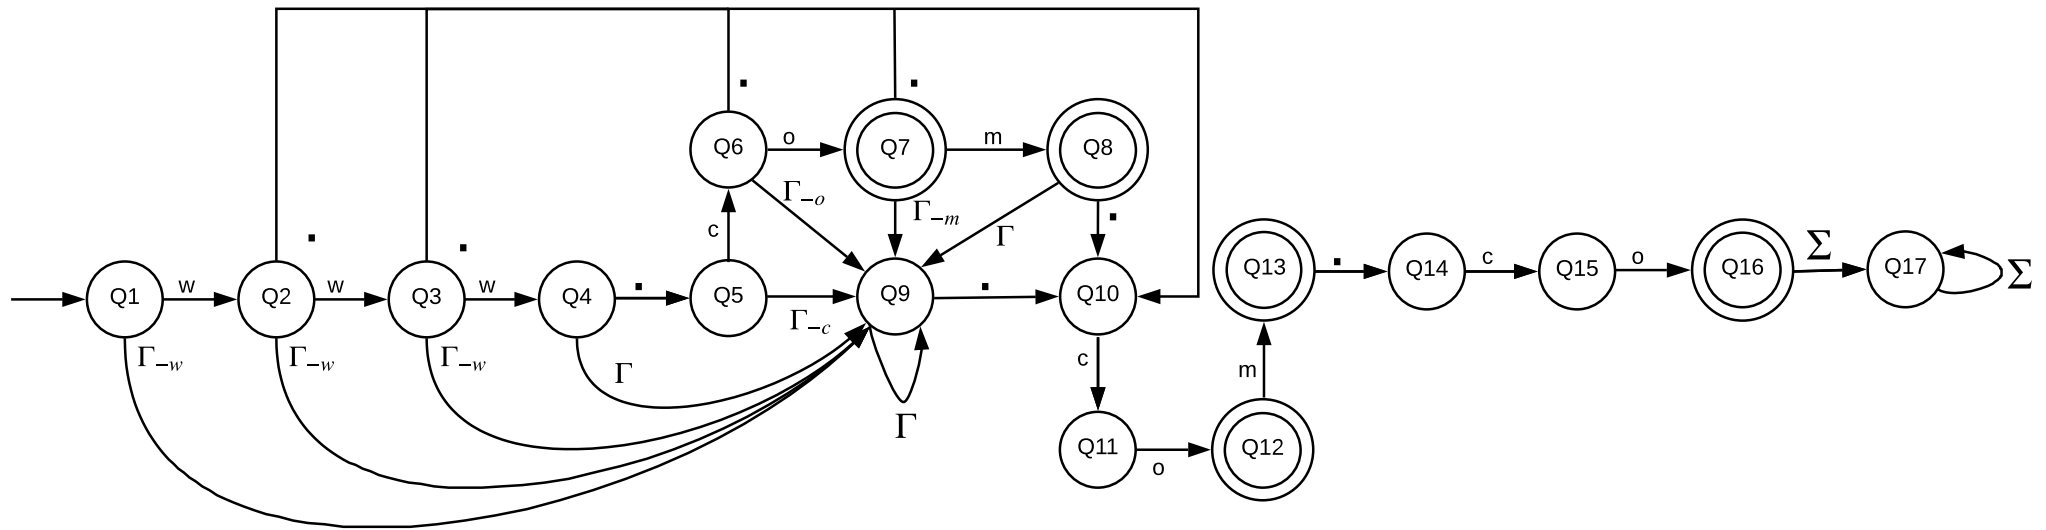 .
.
Q6 o Q7 m Q8
Γ₋ₒ
Γ₋ₘ
.
c
Γ
.
.
Q1 w Q2 w Q3 w Q4 . Q5
Γ₋c
Q9 . Q10
Γ₋w
Γ₋w
Γ₋w
Γ
Γ
c
Q11 o Q12
m
Q13 . Q14 c Q15 o Q16 Σ Q17 Σ